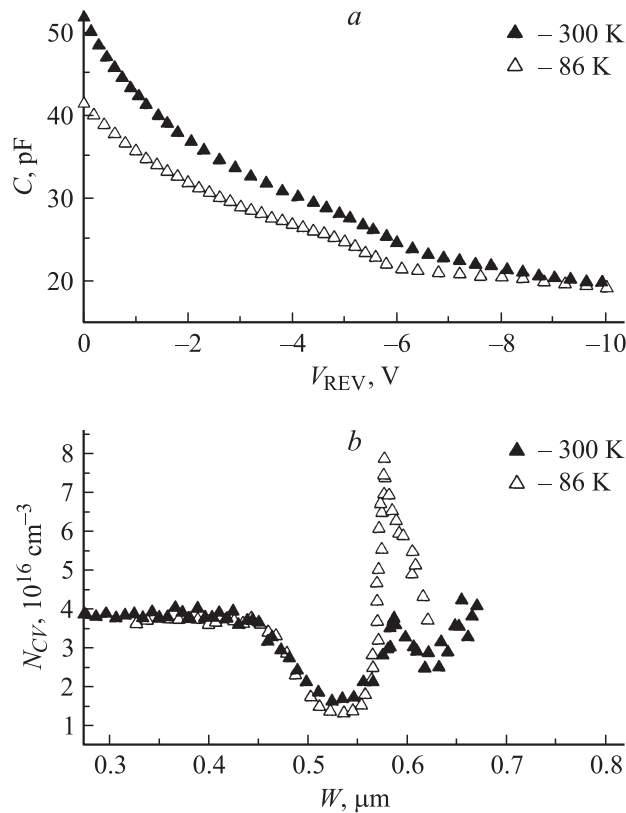 a
50
40
30
20
C, pF
▲ – 300 K
△ – 86 K
0 –2 –4 –6 –8 –10
V_REV, V
b
8
7
6
5
4
3
2
1
N_CV, 10^16 cm^–3
▲ – 300 K
△ – 86 K
0.3 0.4 0.5 0.6 0.7 0.8
W, μm